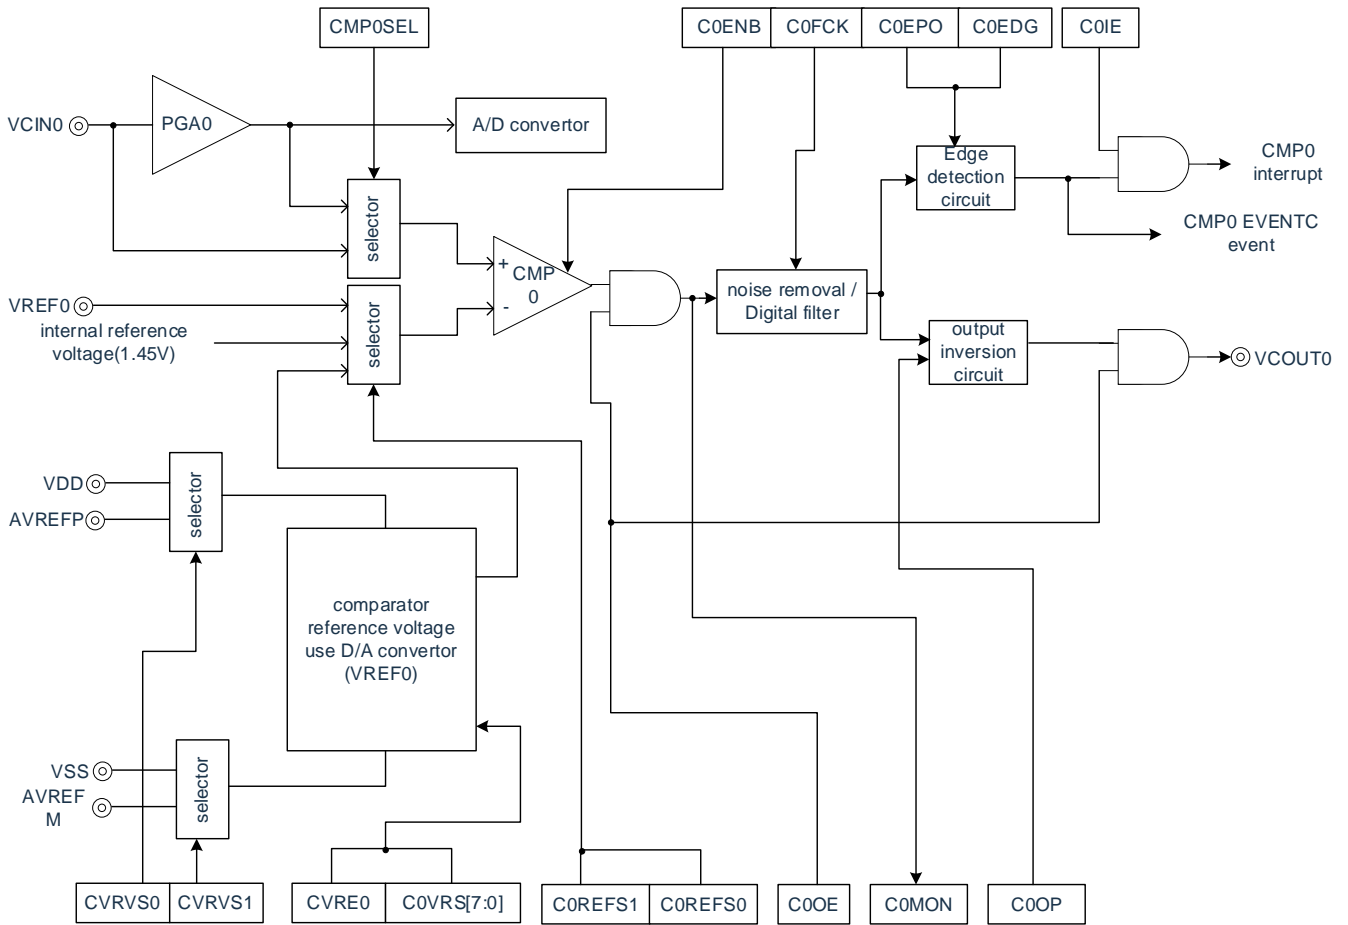 CMP0SEL
C0ENB
C0FCK
C0EPO
C0EDG
C0IE
VCIN0
PGA0
A/D convertor
selector
Edge
detection
circuit
CMP0
interrupt
CMP0 EVENTC
event
VREF0
internal reference
voltage(1.45V)
selector
+
CMP
0
-
noise removal /
Digital filter
output
inversion
circuit
VCOUT0
VDD
AVREFP
selector
comparator
reference voltage
use D/A convertor
(VREF0)
VSS
AVREF
M
selector
CVRVS0
CVRVS1
CVRE0
C0VRS[7:0]
C0REFS1
C0REFS0
C0OE
C0MON
C0OP